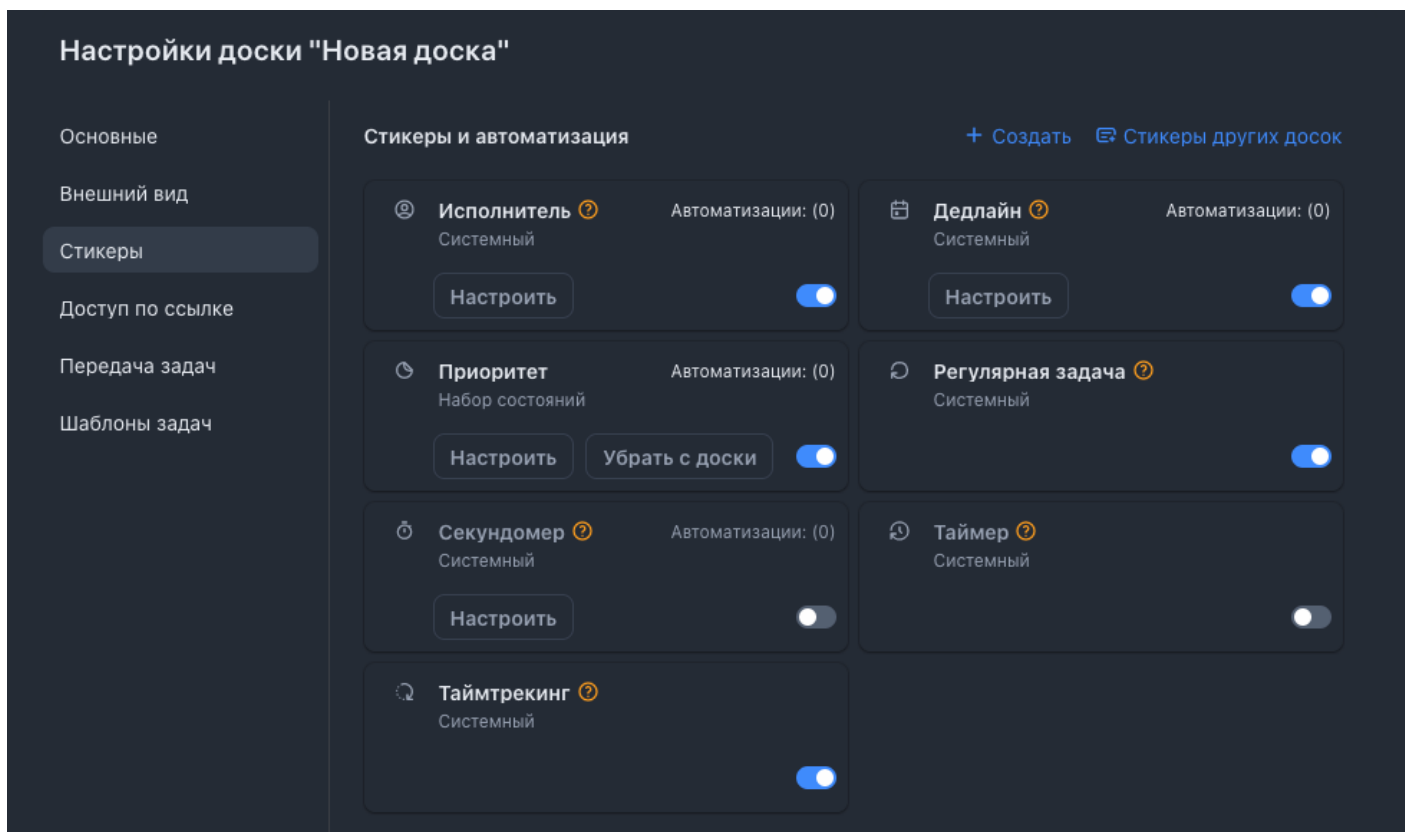 Настройки доски "Новая доска"
Основные
Внешний вид
Стикеры
Доступ по ссылке
Передача задач
Шаблоны задач
Стикеры и автоматизация
+ Создать
Стикеры других досок
Исполнитель ?
Автоматизации: (0)
Системный
Настроить
Дедлайн ?
Автоматизации: (0)
Системный
Настроить
Приоритет
Автоматизации: (0)
Набор состояний
Настроить
Убрать с доски
Регулярная задача ?
Системный
Секундомер ?
Автоматизации: (0)
Системный
Настроить
Таймер ?
Системный
Таймтрекинг ?
Системный